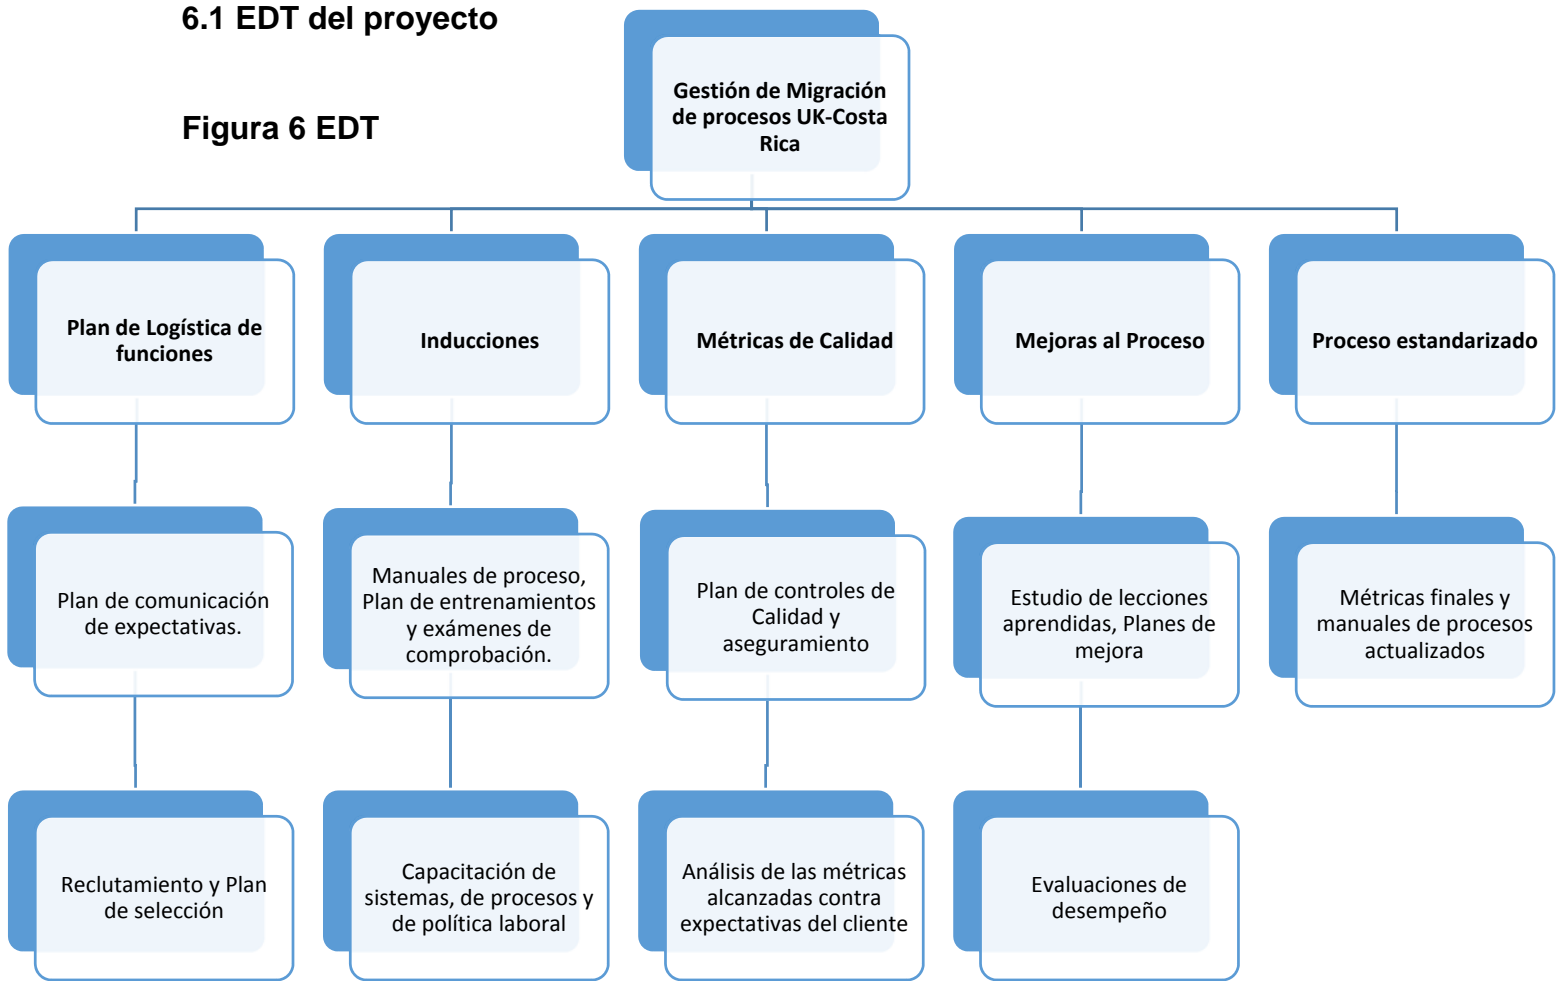 6.1 EDT del proyecto
Figura 6 EDT
Gestión de Migración
de procesos UK-Costa
Rica
Plan de Logística de
funciones
Inducciones
Métricas de Calidad
Mejoras al Proceso
Proceso estandarizado
Plan de comunicación
de expectativas.
Manuales de proceso,
Plan de entrenamientos
y exámenes de
comprobación.
Plan de controles de
Calidad y
aseguramiento
Estudio de lecciones
aprendidas, Planes de
mejora
Métricas finales y
manuales de procesos
actualizados
Reclutamiento y Plan
de selección
Capacitación de
sistemas, de procesos y
de política laboral
Análisis de las métricas
alcanzadas contra
expectativas del cliente
Evaluaciones de
desempeño